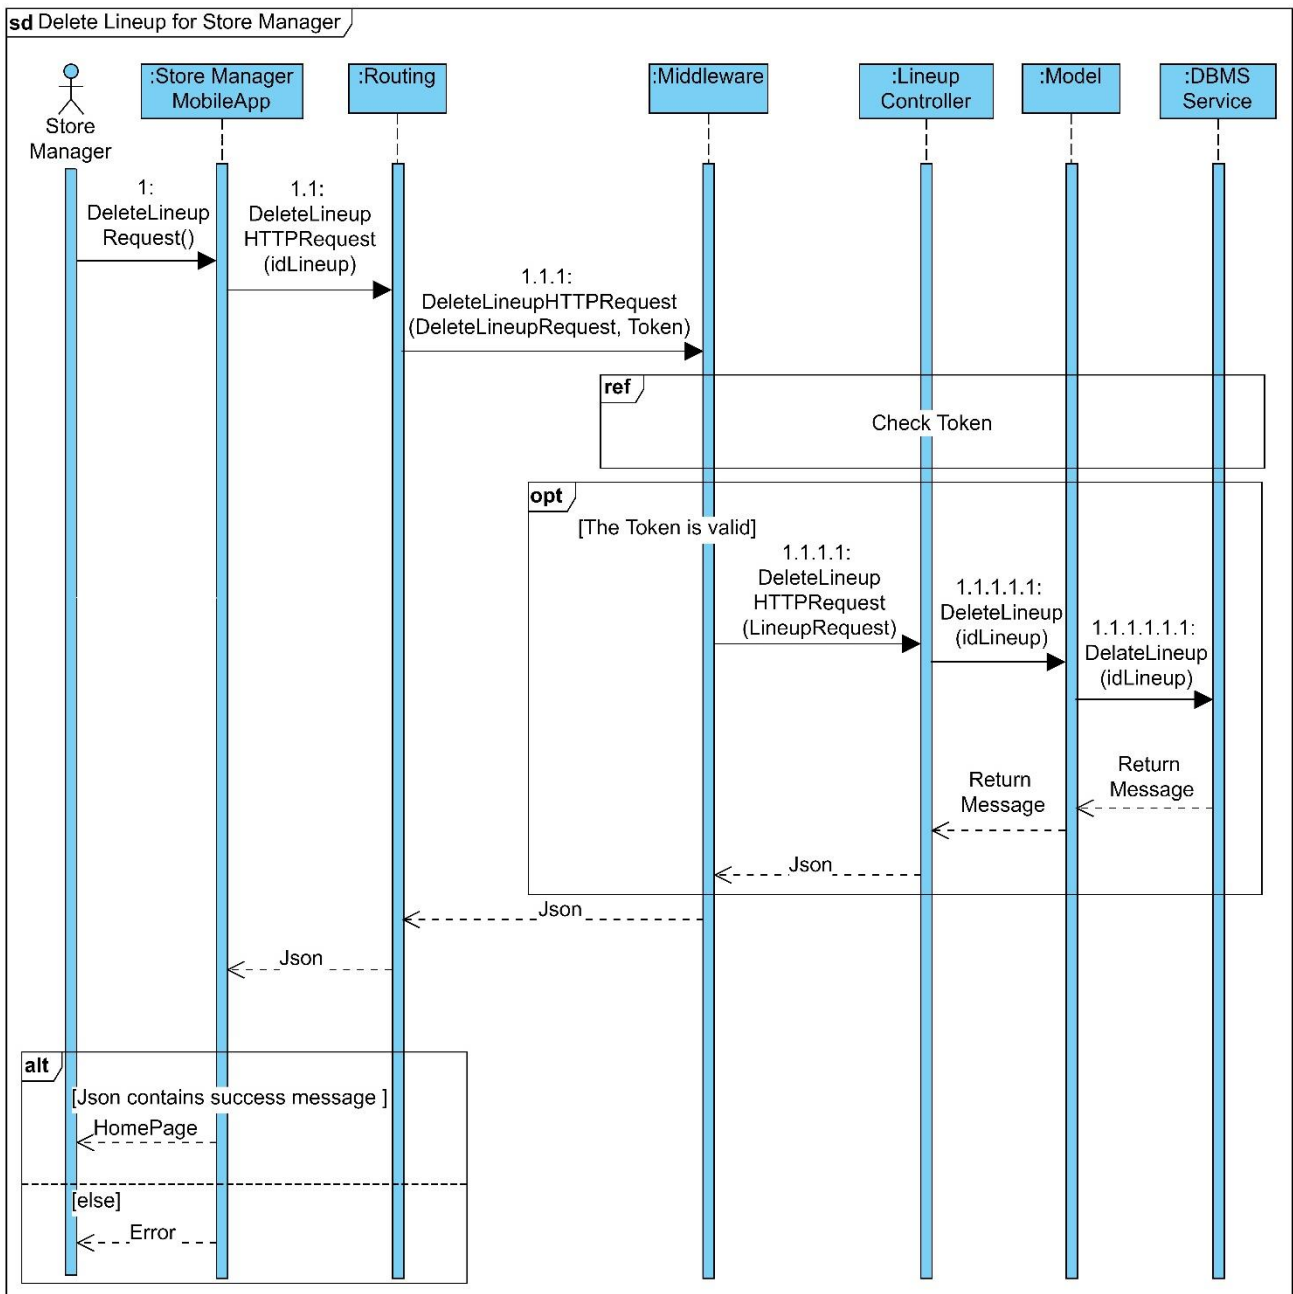 sd Delete Lineup for Store Manager
Store
Manager
:Store Manager
MobileApp
:Routing
:Middleware
:Lineup
Controller
:Model
:DBMS
Service
1:
DeleteLineup
Request()
1.1:
DeleteLineup
HTTPRequest
(idLineup)
1.1.1:
DeleteLineupHTTPRequest
(DeleteLineupRequest, Token)
ref
Check Token
opt
[The Token is valid]
1.1.1.1:
DeleteLineup
HTTPRequest
(LineupRequest)
1.1.1.1.1:
DeleteLineup
(idLineup)
1.1.1.1.1.1:
DelateLineup
(idLineup)
Return
Message
Return
Message
Json
Json
Json
alt
[Json contains success message ]
HomePage
[else]
Error